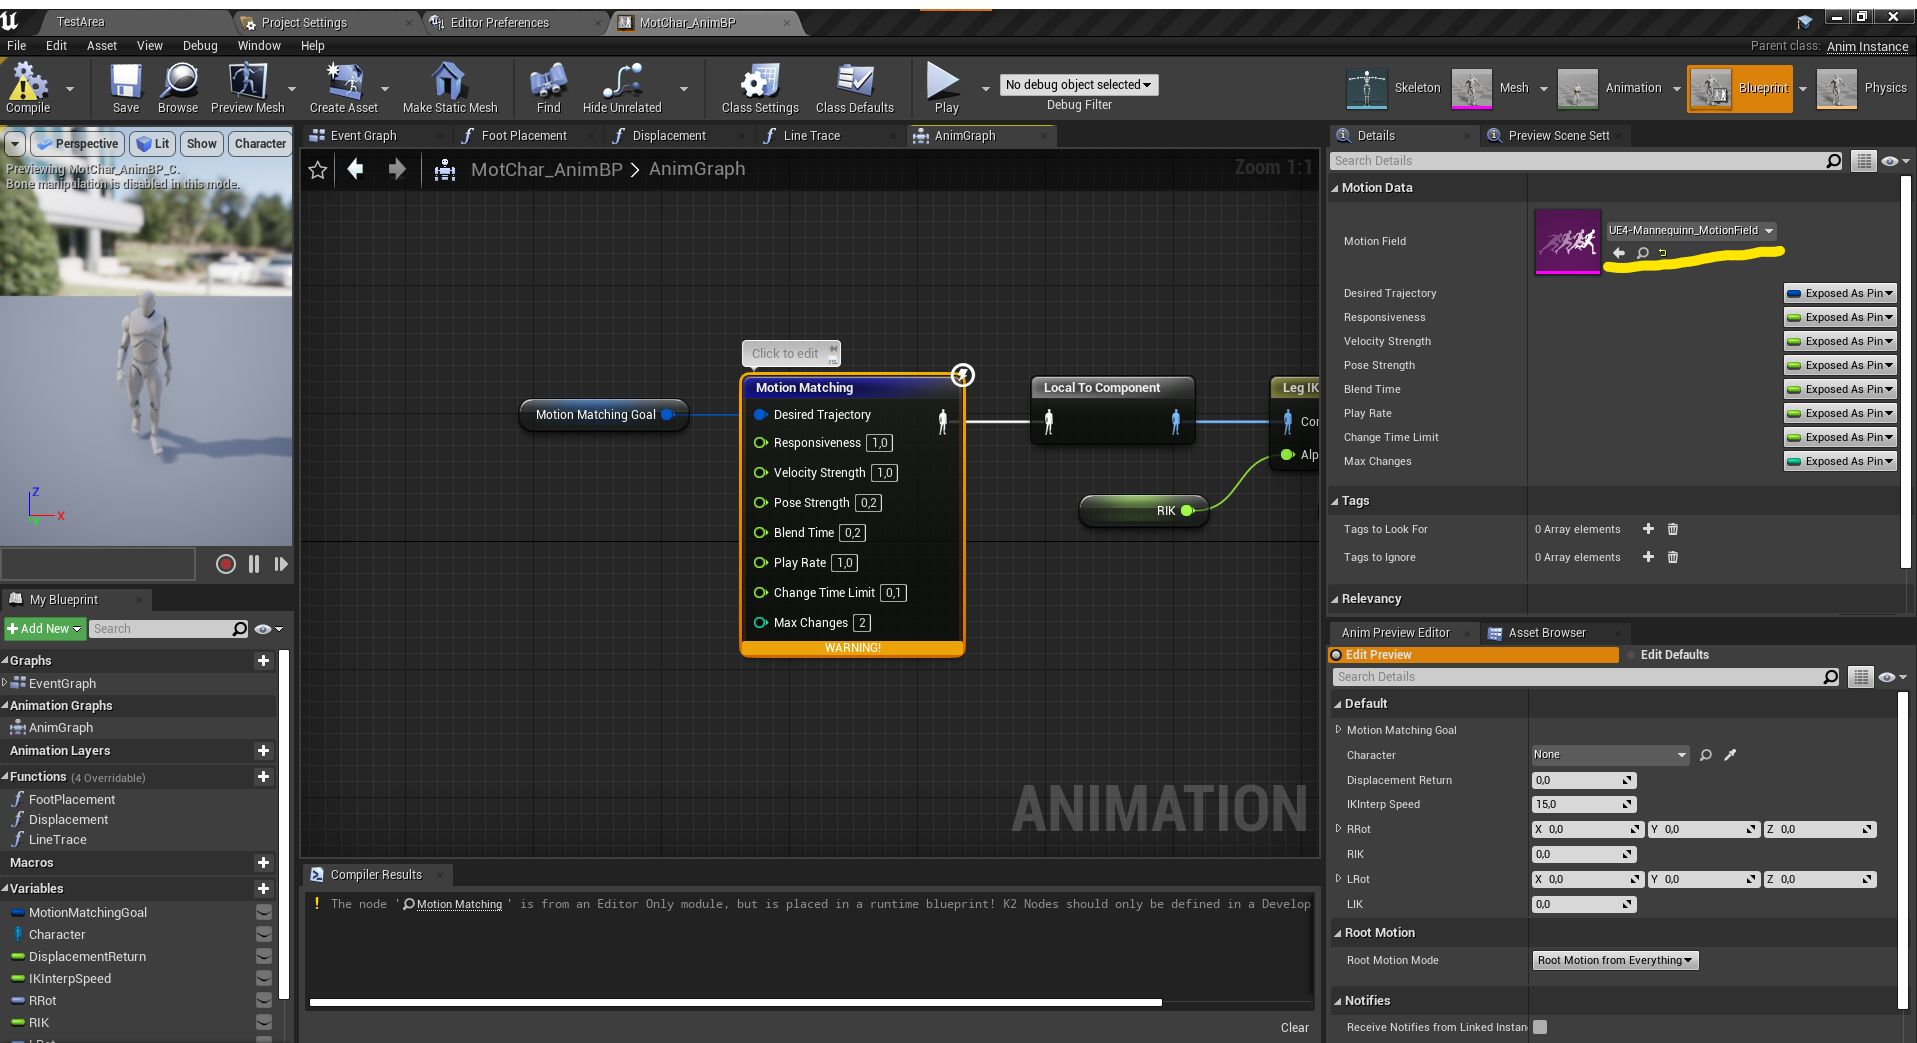 TestArea
Project Settings
Editor Preferences
MotChar_AnimBP
File Edit Asset View Debug Window Help
Parent class: Anim Instance
Compile
Save
Browse
Preview Mesh
Create Asset
Make Static Mesh
Find
Hide Unrelated
Class Settings
Class Defaults
Play
No debug object selected
Debug Filter
Skeleton
Mesh
Animation
Blueprint
Physics
Perspective
Lit
Show
Character
Previewing MotChar_AnimBP_C.
Bone manipulation is disabled in this mode.
Z
X
Y
My Blueprint
Add New
Search
Graphs
EventGraph
Animation Graphs
AnimGraph
Animation Layers
Functions (4 Overridable)
FootPlacement
Displacement
LineTrace
Macros
Variables
MotionMatchingGoal
Character
DisplacementReturn
IKInterpSpeed
RRot
RIK
LRot
Event Graph
Foot Placement
Displacement
Line Trace
AnimGraph
MotChar_AnimBP > AnimGraph
Zoom 1:1
Click to edit
Motion Matching Goal
Motion Matching
Desired Trajectory
Responsiveness 1,0
Velocity Strength 1,0
Pose Strength 0,2
Blend Time 0,2
Play Rate 1,0
Change Time Limit 0,1
Max Changes 2
WARNING!
Local To Component
RIK
Leg IK
Cor
Alp
ANIMATION
Compiler Results
! The node ' Motion Matching ' is from an Editor Only module, but is placed in a runtime blueprint! K2 Nodes should only be defined in a Develop
Clear
Details
Preview Scene Sett
Search Details
Motion Data
Motion Field
UE4-Mannequinn_MotionField
Desired Trajectory Exposed As Pin
Responsiveness Exposed As Pin
Velocity Strength Exposed As Pin
Pose Strength Exposed As Pin
Blend Time Exposed As Pin
Play Rate Exposed As Pin
Change Time Limit Exposed As Pin
Max Changes Exposed As Pin
Tags
Tags to Look For 0 Array elements
Tags to Ignore 0 Array elements
Relevancy
Anim Preview Editor
Asset Browser
Edit Preview
Edit Defaults
Search Details
Default
Motion Matching Goal
Character None
Displacement Return 0,0
IKInterp Speed 15,0
RRot X 0,0 Y 0,0 Z 0,0
RIK 0,0
LRot X 0,0 Y 0,0 Z 0,0
LIK 0,0
Root Motion
Root Motion Mode Root Motion from Everything
Notifies
Receive Notifies from Linked Instan